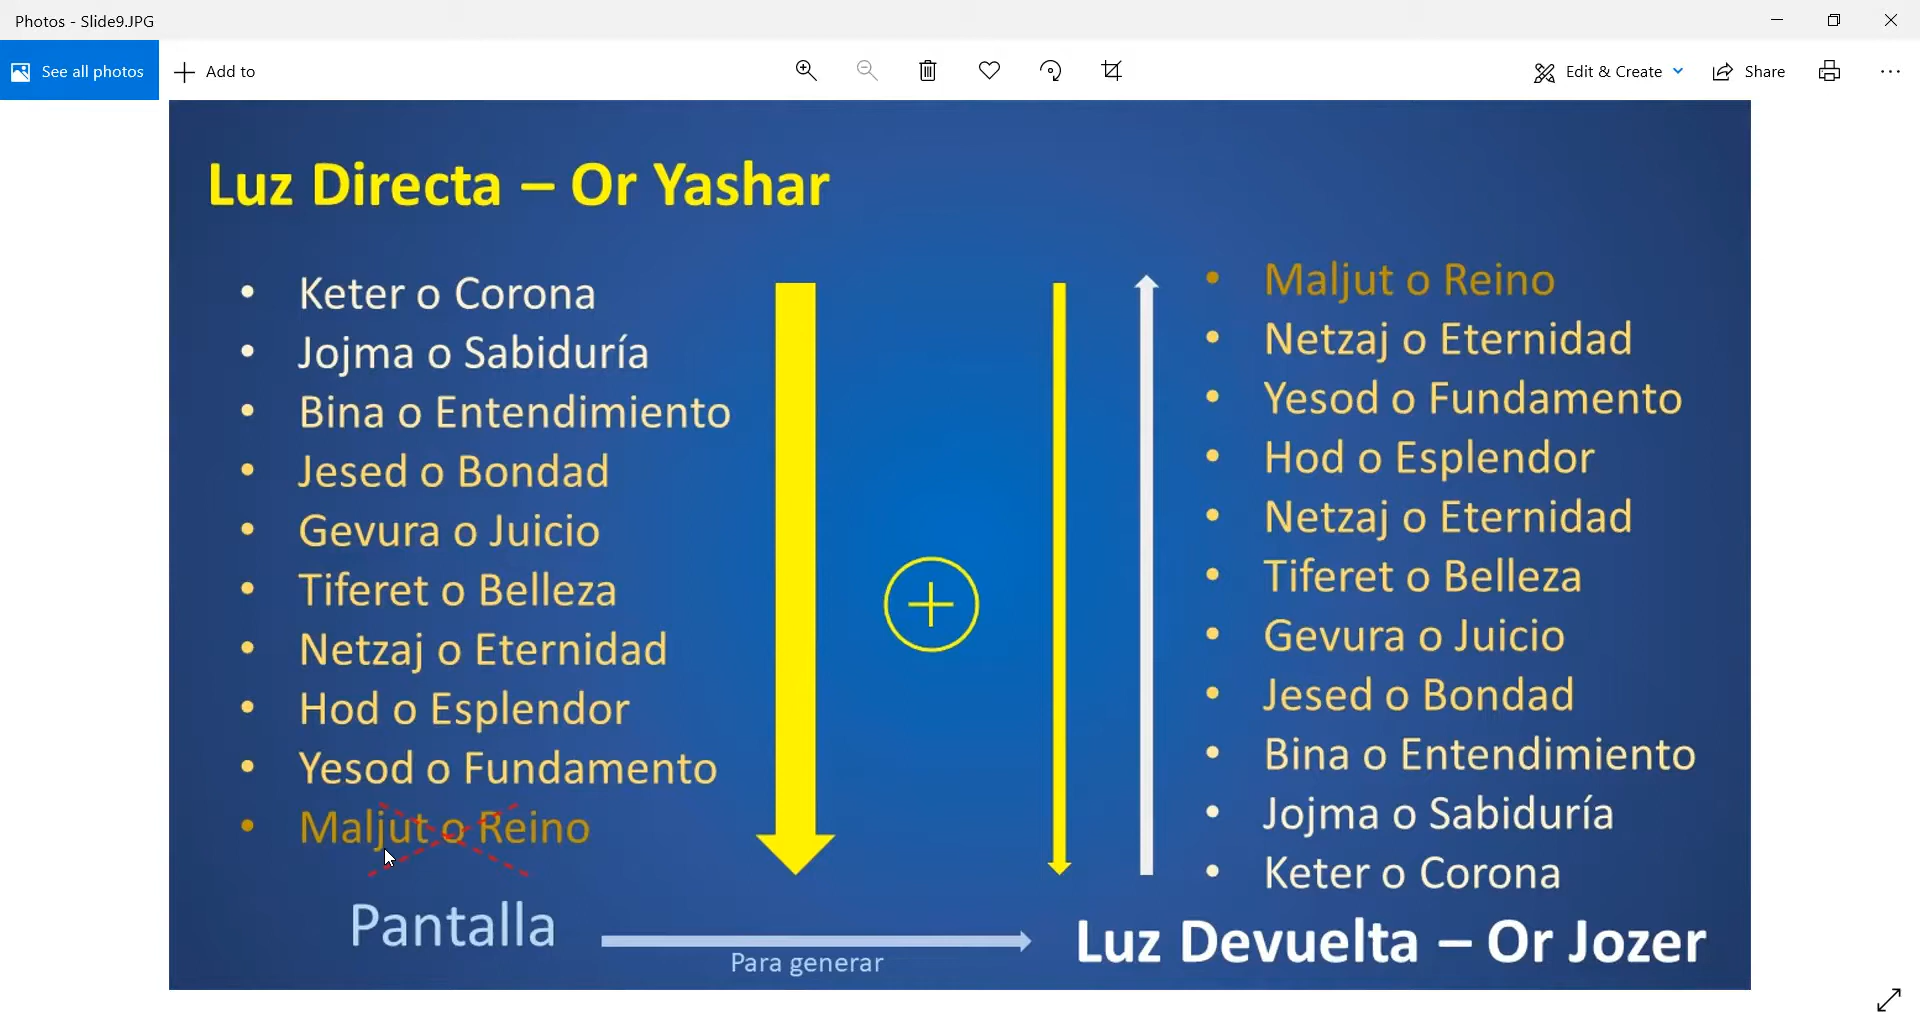 Photos - Slide9.JPG
See all photos
Add to
Edit & Create
Share
Luz Directa – Or Yashar
• Keter o Corona
• Jojma o Sabiduría
• Bina o Entendimiento
• Jesed o Bondad
• Gevura o Juicio
• Tiferet o Belleza
• Netzaj o Eternidad
• Hod o Esplendor
• Yesod o Fundamento
• Maljut o Reino
Pantalla
Para generar
• Maljut o Reino
• Netzaj o Eternidad
• Yesod o Fundamento
• Hod o Esplendor
• Netzaj o Eternidad
• Tiferet o Belleza
• Gevura o Juicio
• Jesed o Bondad
• Bina o Entendimiento
• Jojma o Sabiduría
• Keter o Corona
Luz Devuelta – Or Jozer